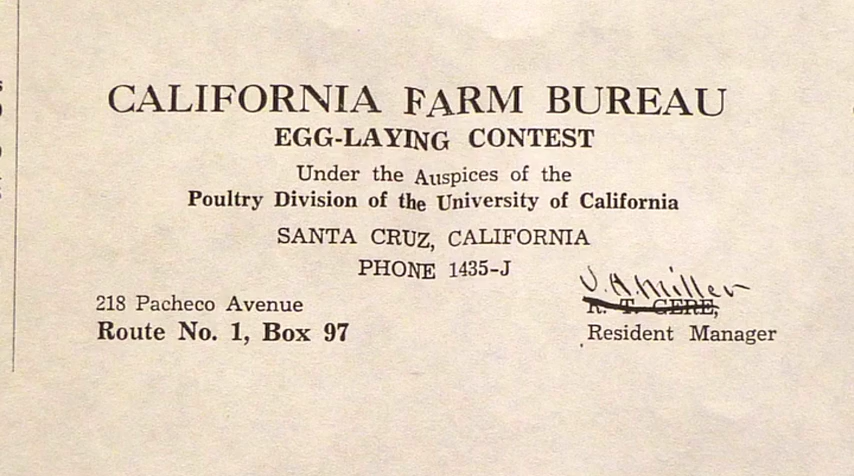 CALIFORNIA FARM BUREAU
EGG-LAYING CONTEST
Under the Auspices of the
Poultry Division of the University of California
SANTA CRUZ, CALIFORNIA
PHONE 1435-J
218 Pacheco Avenue
Route No. 1, Box 97
J.A. Miller
R. T. GERE,
Resident Manager